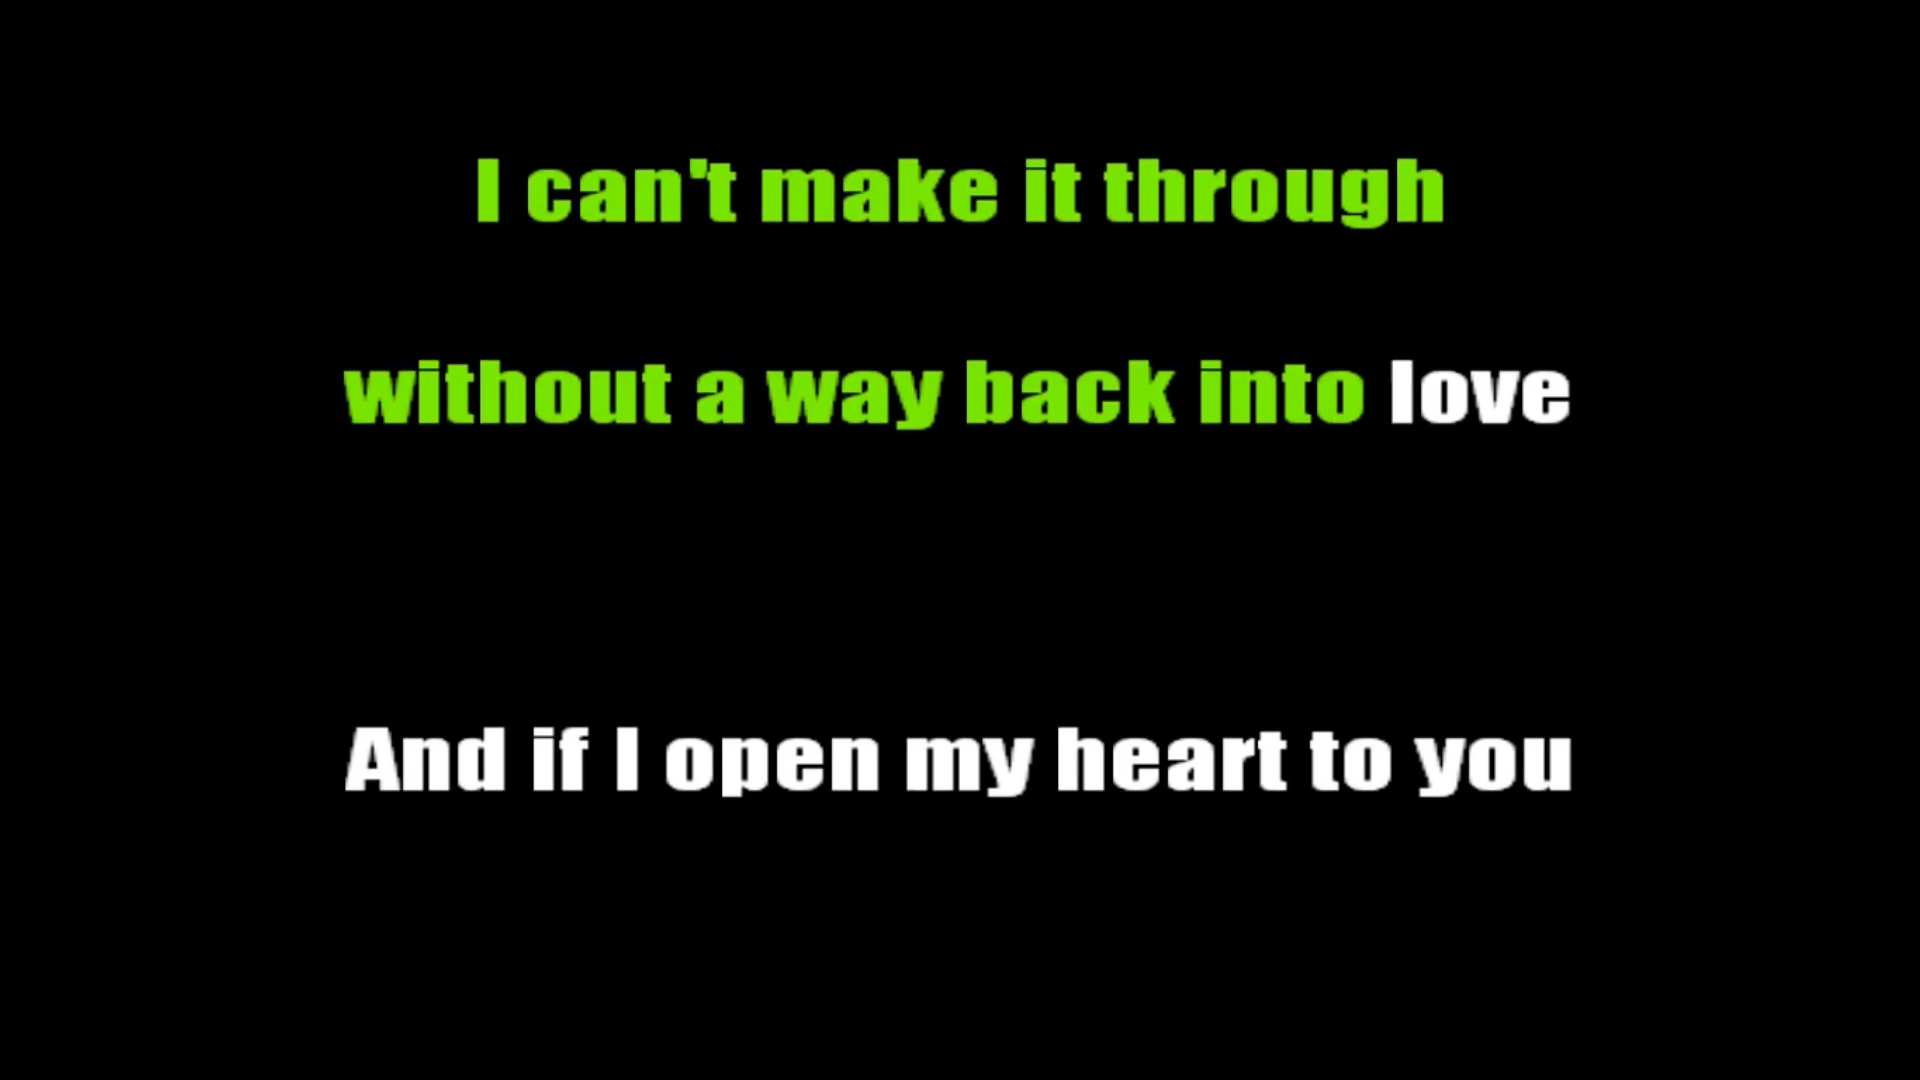 I can't make it through
without a way back into love
And if I open my heart to you